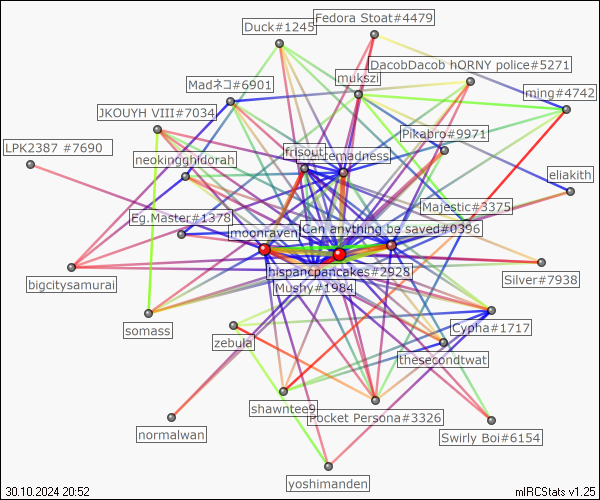 Fedora Stoat#4479
Duck#1245
DacobDacob hORNY police#5271
mukszi
Madネコ#6901
ming#4742
JKOUYH VIII#7034
Pikabro#9971
LPK2387 #7690
frisout
remadness
neokinghidorah
eliakith
Majestic#3375
Eg.Master#1378
moonraven
Can anything be saved#0396
hispanicpancakes#2928
Silver#7938
bigcitysamurai
Mushy#1984
somass
Cypha#1717
zebula
thesecondtwat
shawntee9
Pocket Persona#3326
normalwan
Swirly Boi#6154
yoshimanden
30.10.2024 20:52
mIRCStats v1.25